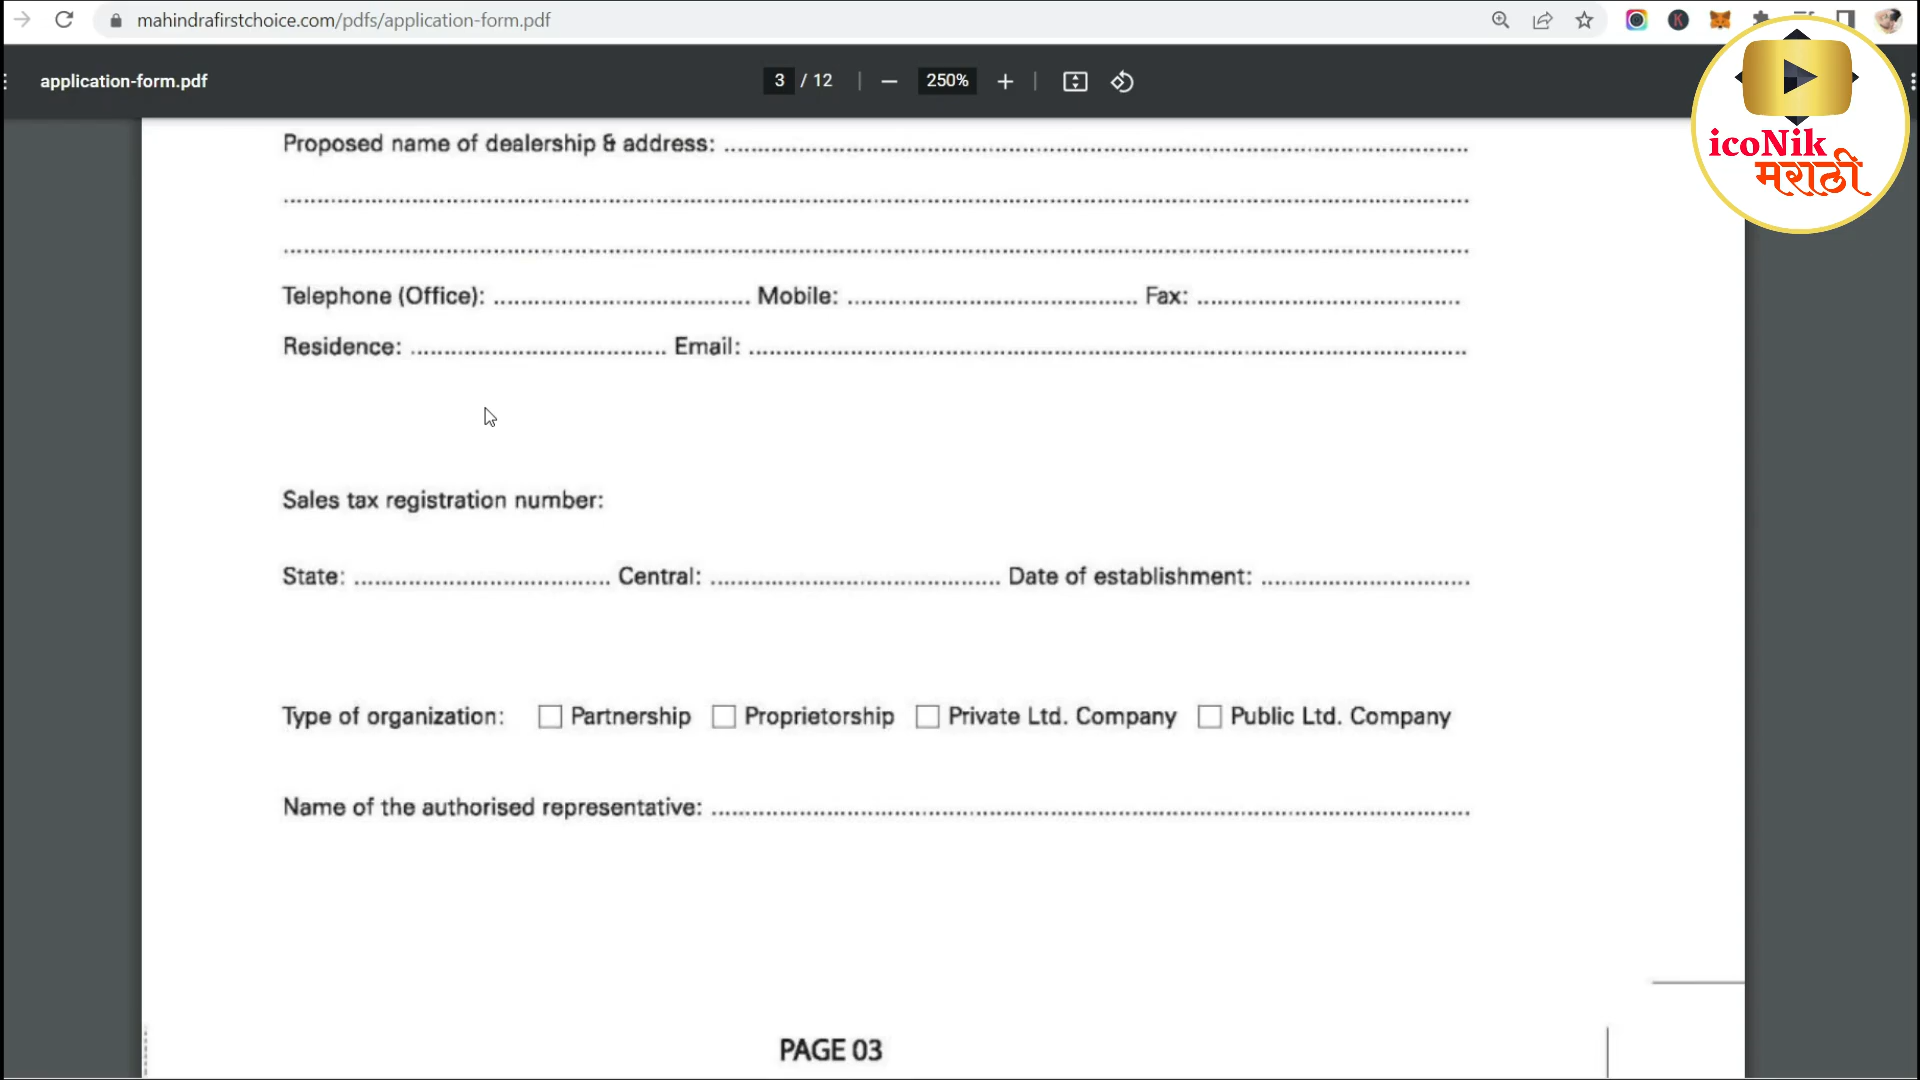 mahindrafirstchoice.com/pdfs/application-form.pdf
K
application-form.pdf
3 / 12
250%
icoNik
मराठी
Proposed name of dealership & address: ................................................................
................................................................
................................................................
Telephone (Office): ...................................... Mobile: ........................................... Fax: .......................................
Residence: ...................................... Email: ................................................................
Sales tax registration number:
State: ...................................... Central: ........................................... Date of establishment: ...............................
Type of organization: Partnership Proprietorship Private Ltd. Company Public Ltd. Company
Name of the authorised representative: ................................................................
PAGE 03